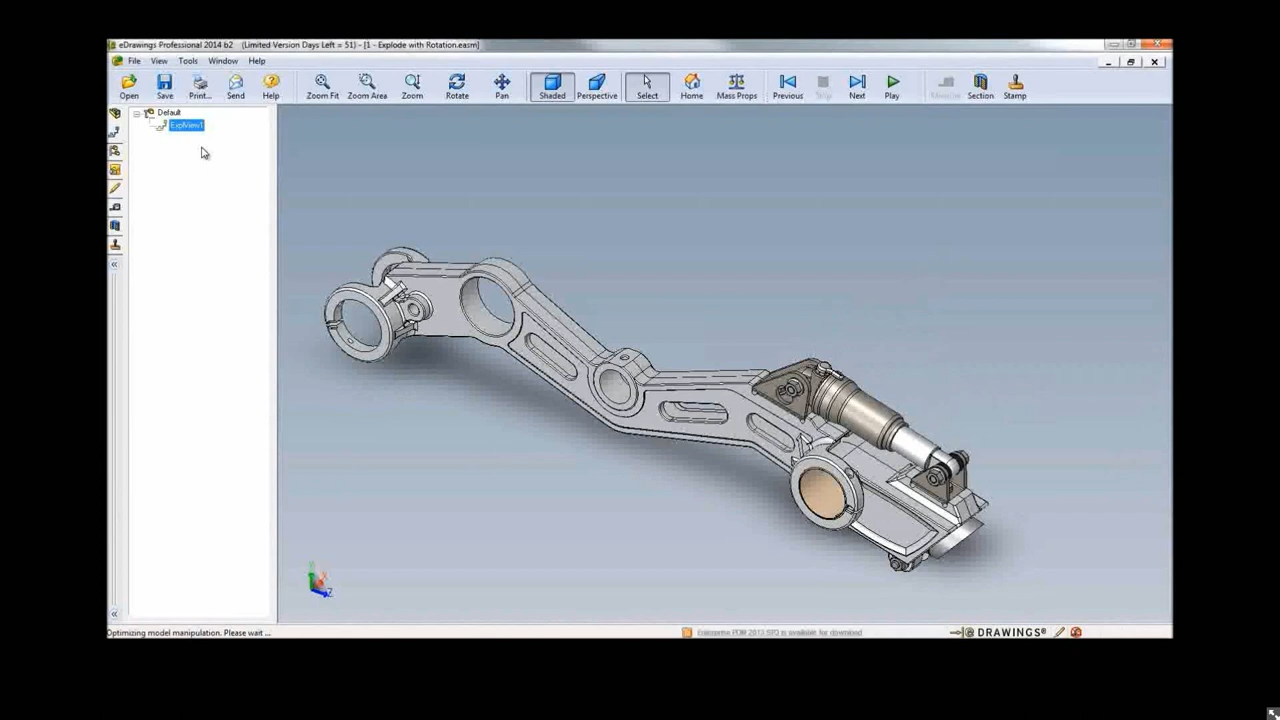 eDrawings Professional 2014 b2 (Limited Version Days Left = 51) - [1 - Explode with Rotation.easm]
File View Tools Window Help
Open Save Print... Send Help Zoom Fit Zoom Area Zoom Rotate Pan Shaded Perspective Select Home Mass Props Previous Next Play Section Stamp
Default
ExplView1
Z
Optimizing model manipulation. Please wait ...
Enterprise PDM 2013 SP3 is available for download
DRAWINGS®